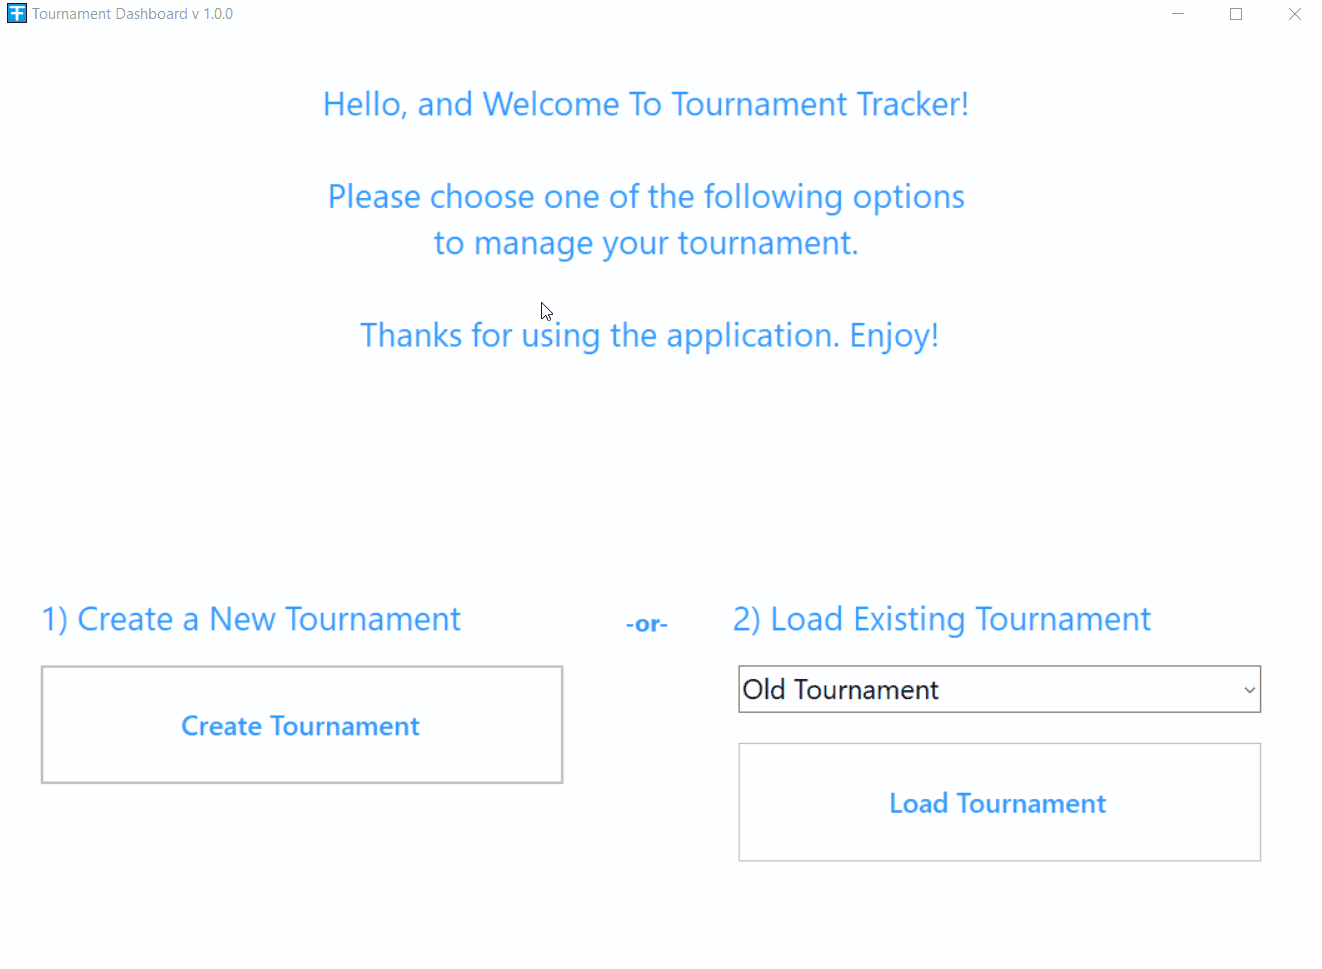 Tournament Dashboard v 1.0.0
Hello, and Welcome To Tournament Tracker!
Please choose one of the following options
to manage your tournament.
Thanks for using the application. Enjoy!
1) Create a New Tournament
-or-
2) Load Existing Tournament
Create Tournament
Old Tournament
Load Tournament